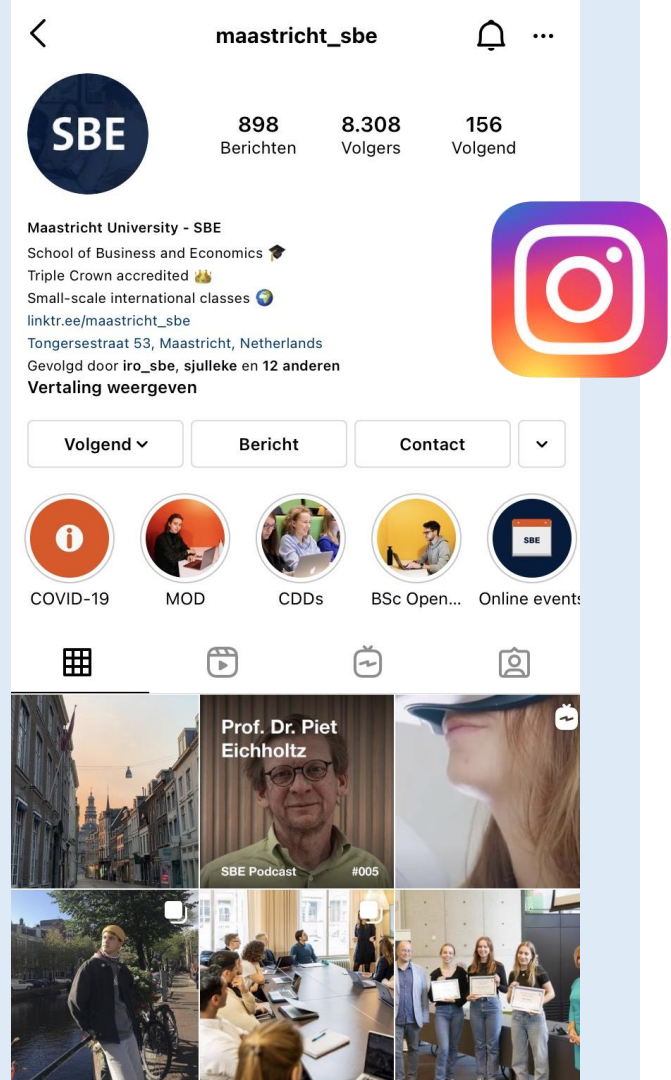 maastricht_sbe
SBE
898 8.308 156
Berichten Volgers Volgend
Maastricht University - SBE
School of Business and Economics 🎓
Triple Crown accredited 👑
Small-scale international classes 🌍
linktr.ee/maastricht_sbe
Tongersestraat 53, Maastricht, Netherlands
Gevolgd door iro_sbe, sjulleke en 12 anderen
Vertaling weergeven
Volgend Bericht Contact
SBE
COVID-19 MOD CDDs BSc Open... Online events
Prof. Dr. Piet
Eichholtz
SBE Podcast #005